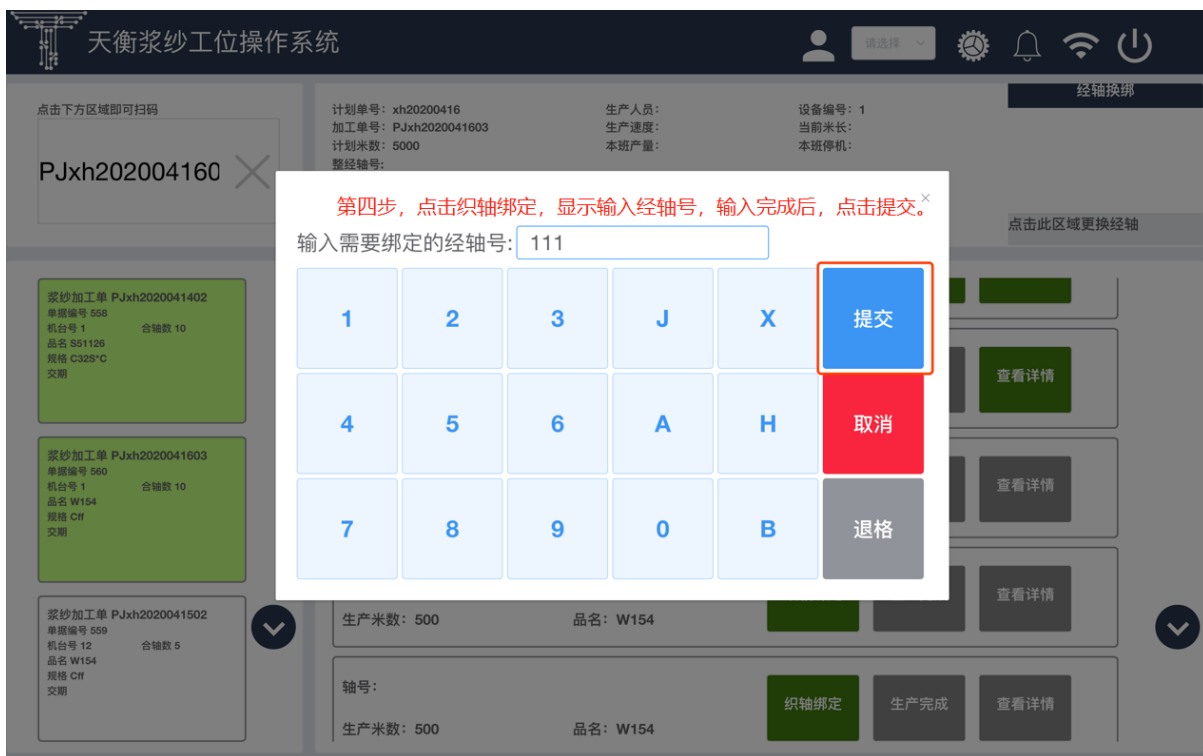 天衡浆纱工位操作系统
请选择
点击下方区域即可扫码
PJxh202004160
计划单号: xh20200416
生产人员:
设备编号: 1
加工单号: PJxh2020041603
生产速度:
当前米长:
计划米数: 5000
本班产量:
本班停机:
整经轴号:
经轴换绑
点击此区域更换经轴
第四步，点击织轴绑定，显示输入经轴号，输入完成后，点击提交。
×
输入需要绑定的经轴号: 111
1 2 3 J X 提交
4 5 6 A H 取消
7 8 9 0 B 退格
浆纱加工单 PJxh2020041402
单据编号 558
机台号 1 合轴数 10
品名 S51126
规格 C32S*C
交期
浆纱加工单 PJxh2020041603
单据编号 560
机台号 1 合轴数 10
品名 W154
规格 Cff
交期
浆纱加工单 PJxh2020041502
单据编号 559
机台号 12 合轴数 5
品名 W154
规格 Cff
交期
查看详情
查看详情
查看详情
生产米数: 500 品名: W154
轴号:
织轴绑定 生产完成 查看详情
生产米数: 500 品名: W154